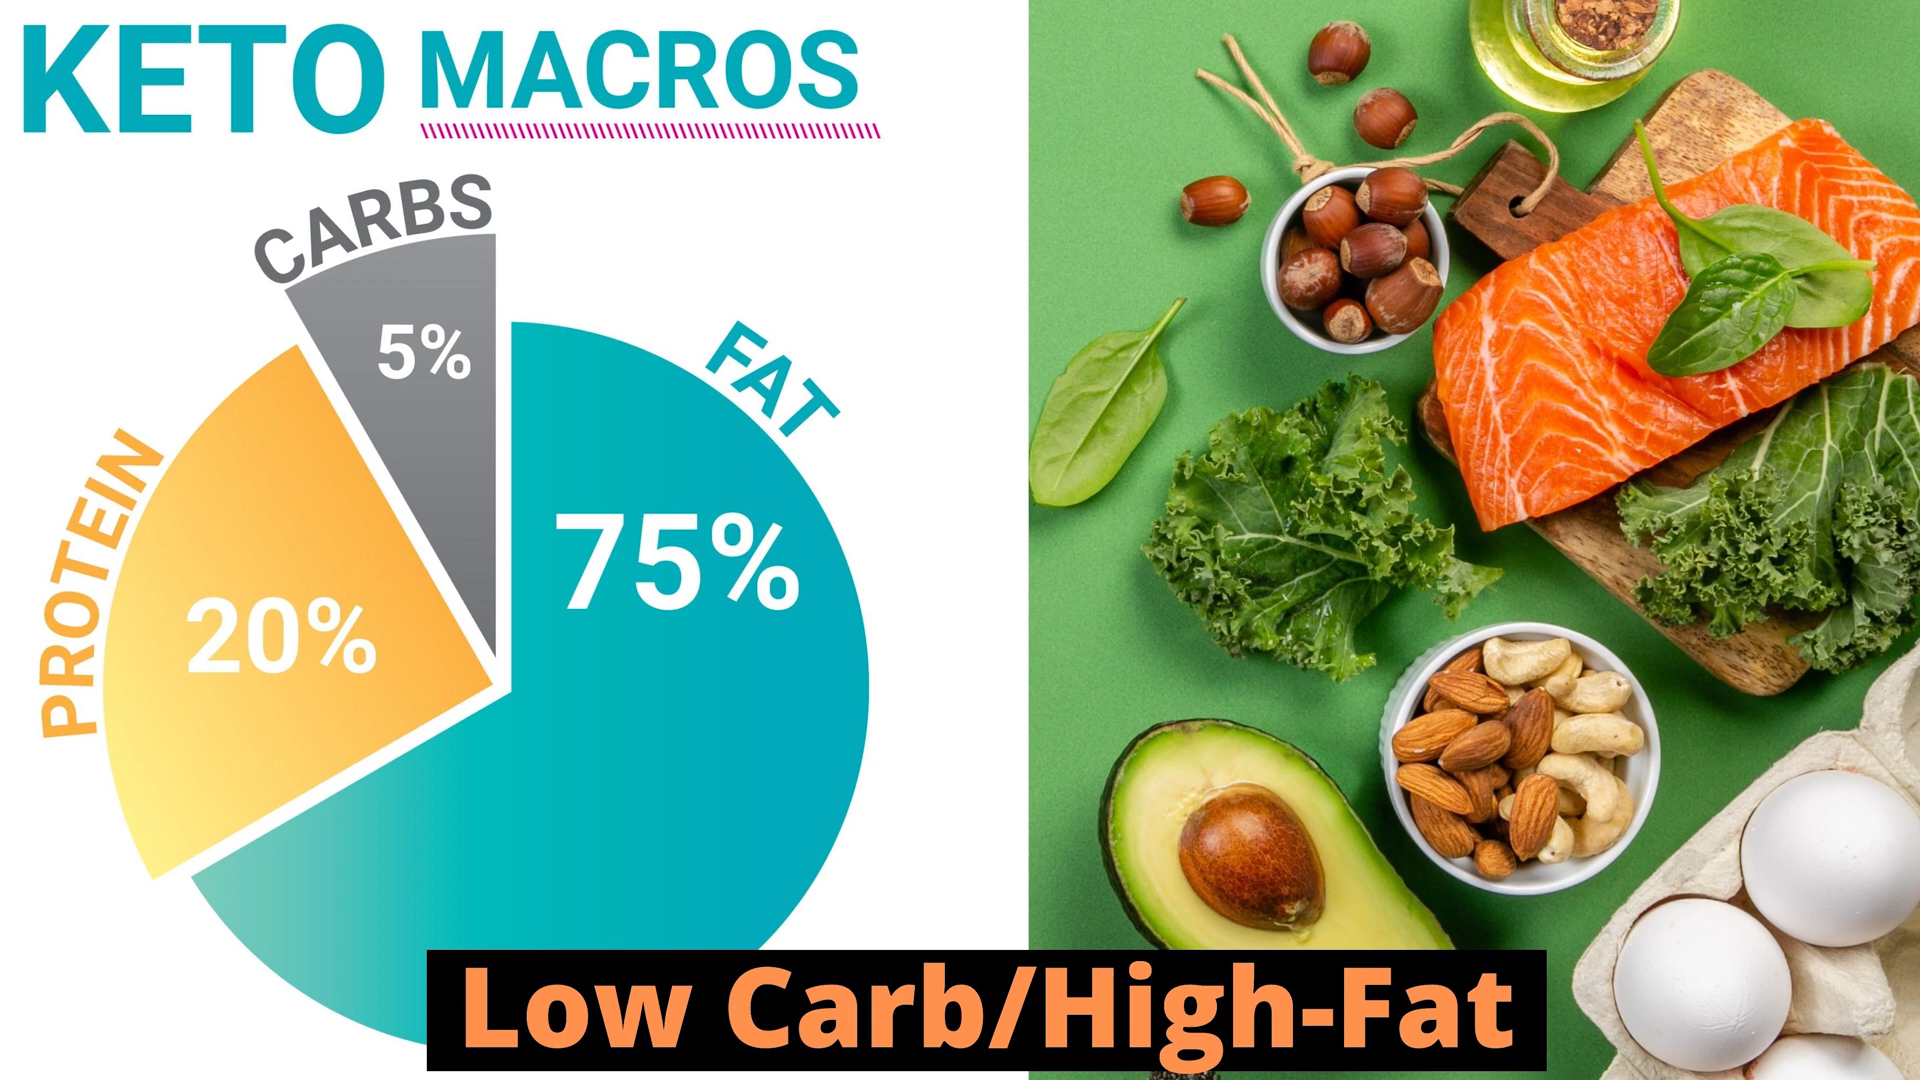 KETO MACROS
CARBS
5%
FAT
75%
PROTEIN
20%
Low Carb/High-Fat